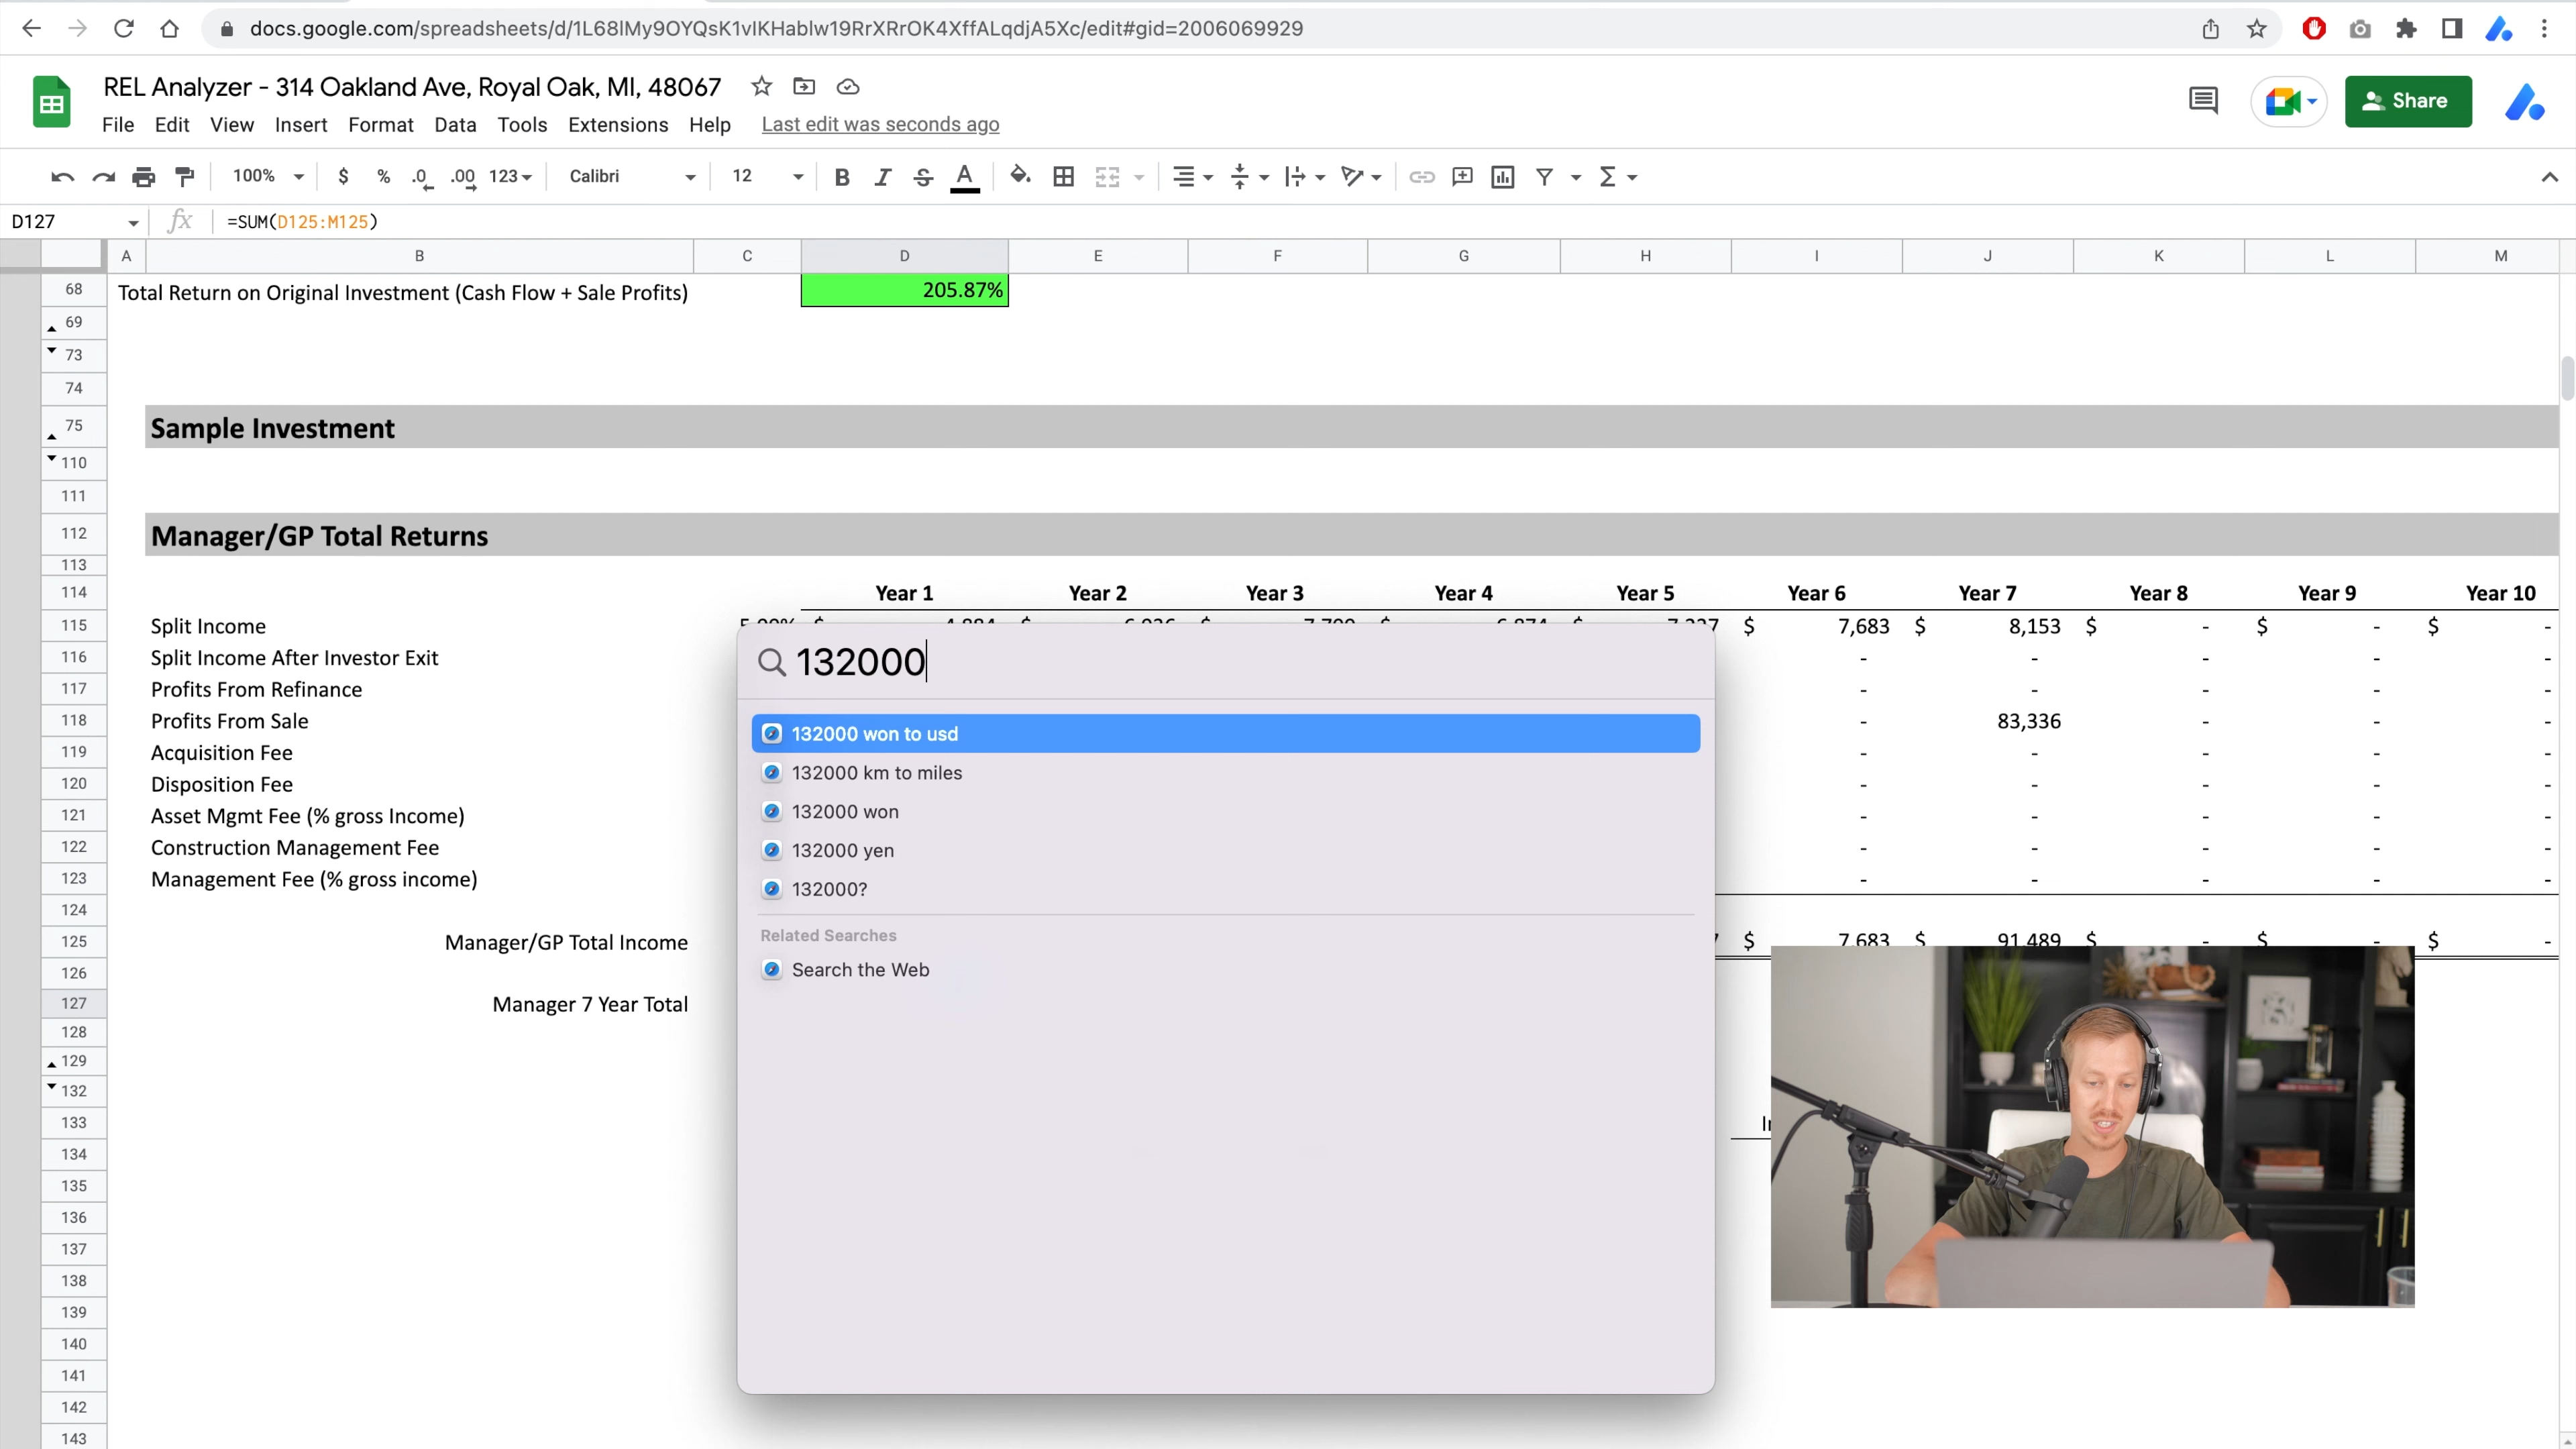 docs.google.com/spreadsheets/d/1L68lMy9OYQsK1vIKHablw19RrXRrOK4XffALqdjA5Xc/edit#gid=2006069929
REL Analyzer - 314 Oakland Ave, Royal Oak, MI, 48067
Share
File Edit View Insert Format Data Tools Extensions Help Last edit was seconds ago
100% $ % .0 .00 123 Calibri 12 B I S A Σ
D127 fx =SUM(D125:M125)
A B C D E F G H I J K L M
68 Total Return on Original Investment (Cash Flow + Sale Profits) 205.87%
69
73
74
75 Sample Investment
110
111
112 Manager/GP Total Returns
113
114 Year 1 Year 2 Year 3 Year 4 Year 5 Year 6 Year 7 Year 8 Year 9 Year 10
115 Split Income $ $ $ $ $ $ 7,683 $ 8,153 $ - $ - $ -
116 Split Income After Investor Exit - - - - -
117 Profits From Refinance - - - - -
118 Profits From Sale - 83,336 - - -
119 Acquisition Fee - - - - -
120 Disposition Fee - - - - -
121 Asset Mgmt Fee (% gross Income) - - - - -
122 Construction Management Fee - - - - -
123 Management Fee (% gross income) - - - - -
124
125 Manager/GP Total Income $ 7,683 $ 91,489 $ - $ - $ -
126
127 Manager 7 Year Total
128
129
132
133
134
135
136
137
138
139
140
141
142
143
132000
132000 won to usd
132000 km to miles
132000 won
132000 yen
132000?
Related Searches
Search the Web